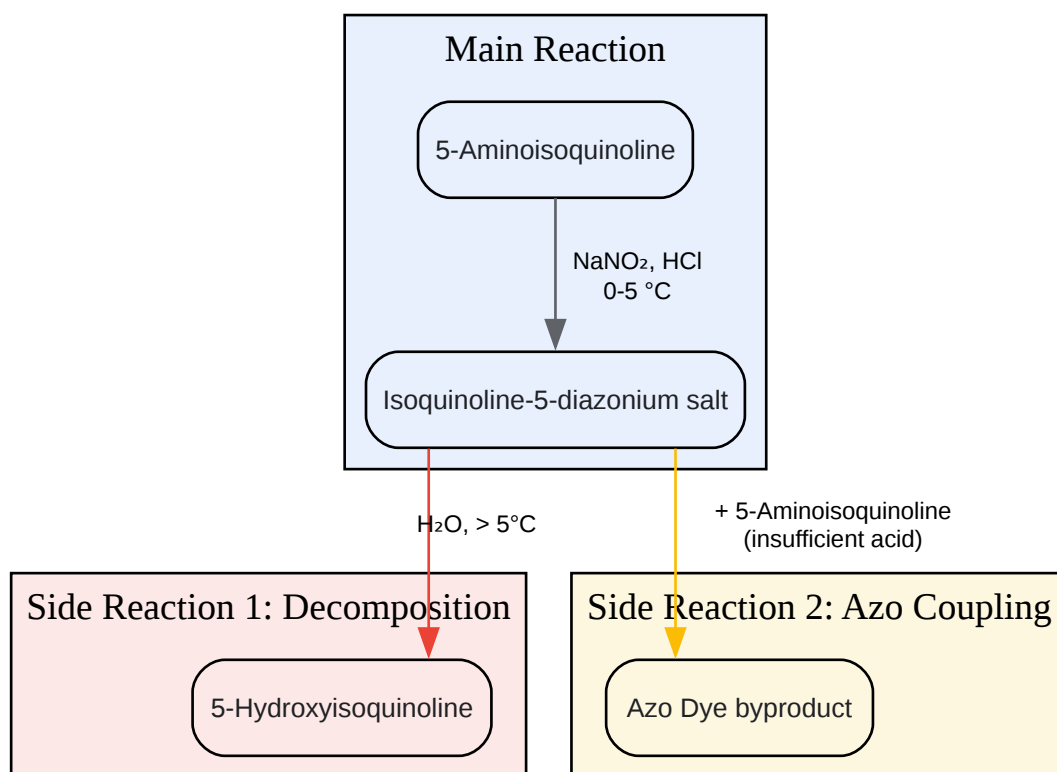 Main Reaction
5-Aminoisoquinoline
NaNO₂, HCl
0-5 °C
Isoquinoline-5-diazonium salt
H₂O, > 5°C
+ 5-Aminoisoquinoline
(insufficient acid)
Side Reaction 1: Decomposition
Side Reaction 2: Azo Coupling
5-Hydroxyisoquinoline
Azo Dye byproduct